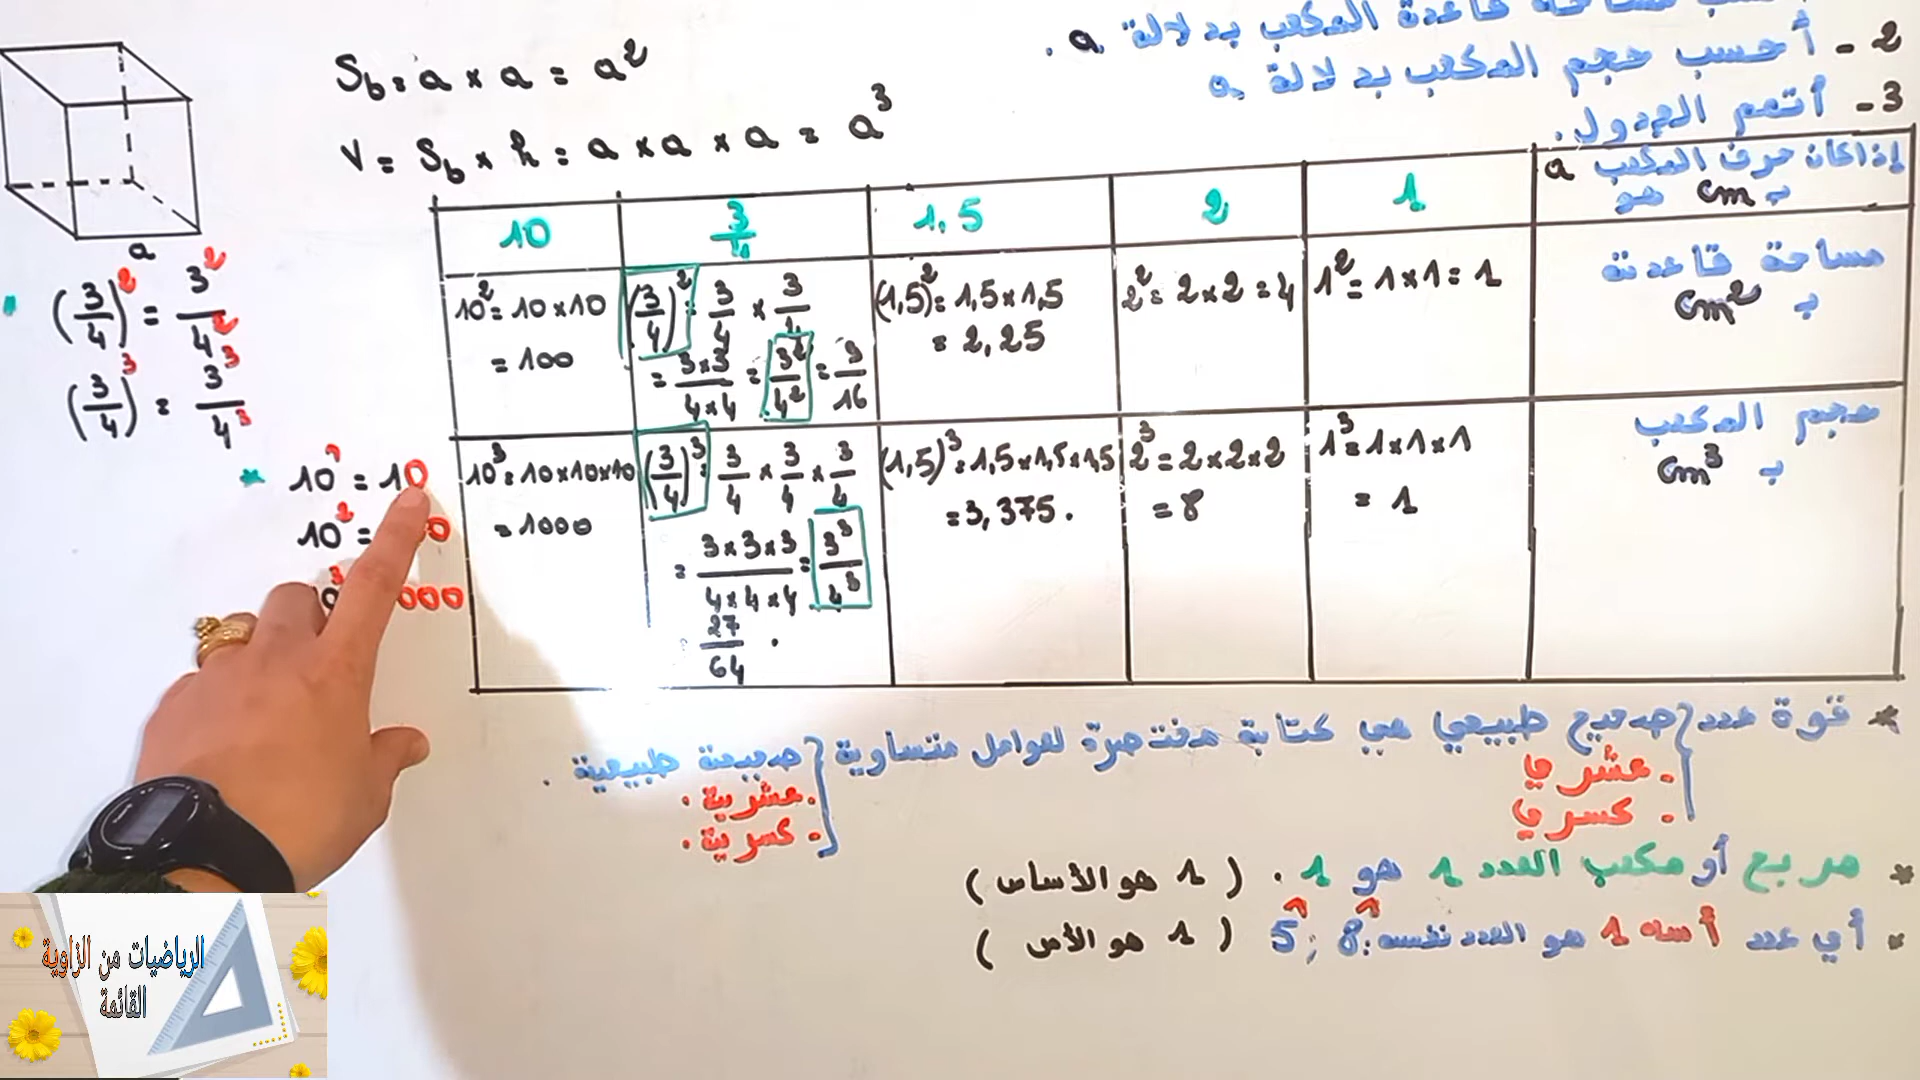 مساحة قاعدة المكعب بدلالة a.
2 - أحسب حجم المكعب بدلالة a
3 - أتمم الجدول.
S_b = a × a = a²
V = S_b × h = a × a × a = a³
a
إذا كان حرف المكعب a بـ cm هو | 1 | 2 | 1,5 | 3/4 | 10
مساحة قاعدته بـ cm² | 1² = 1×1 = 1 | 2² = 2×2 = 4 | (1,5)² = 1,5×1,5 = 2,25 | (3/4)² = 3/4 × 3/4 = 3×3/4×4 = 3²/4² = 9/16 | 10² = 10×10 = 100
حجم المكعب بـ cm³ | 1³ = 1×1×1 = 1 | 2³ = 2×2×2 = 8 | (1,5)³ = 1,5×1,5×1,5 = 3,375. | (3/4)³ = 3/4 × 3/4 × 3/4 = 3×3×3/4×4×4 = 3³/4³ = 27/64. | 10³ = 10×10×10 = 1000
(3/4)² = 3²/4²
(3/4)³ = 3³/4³
* 10¹ = 10
10² =
000
* قوة عدد صحيح طبيعي هي كتابة مختصرة لعوامل متساوية صحيحة طبيعية.
. عشري
. عشرية.
. كسري
. كسرية.
* مربع أو مكعب العدد 1 هو 1. (1 هو الأساس)
* أي عدد أسه 1 هو العدد نفسه: 8¹ ; 5¹ (1 هو الأس)
الرياضيات من الزاوية
القائمة